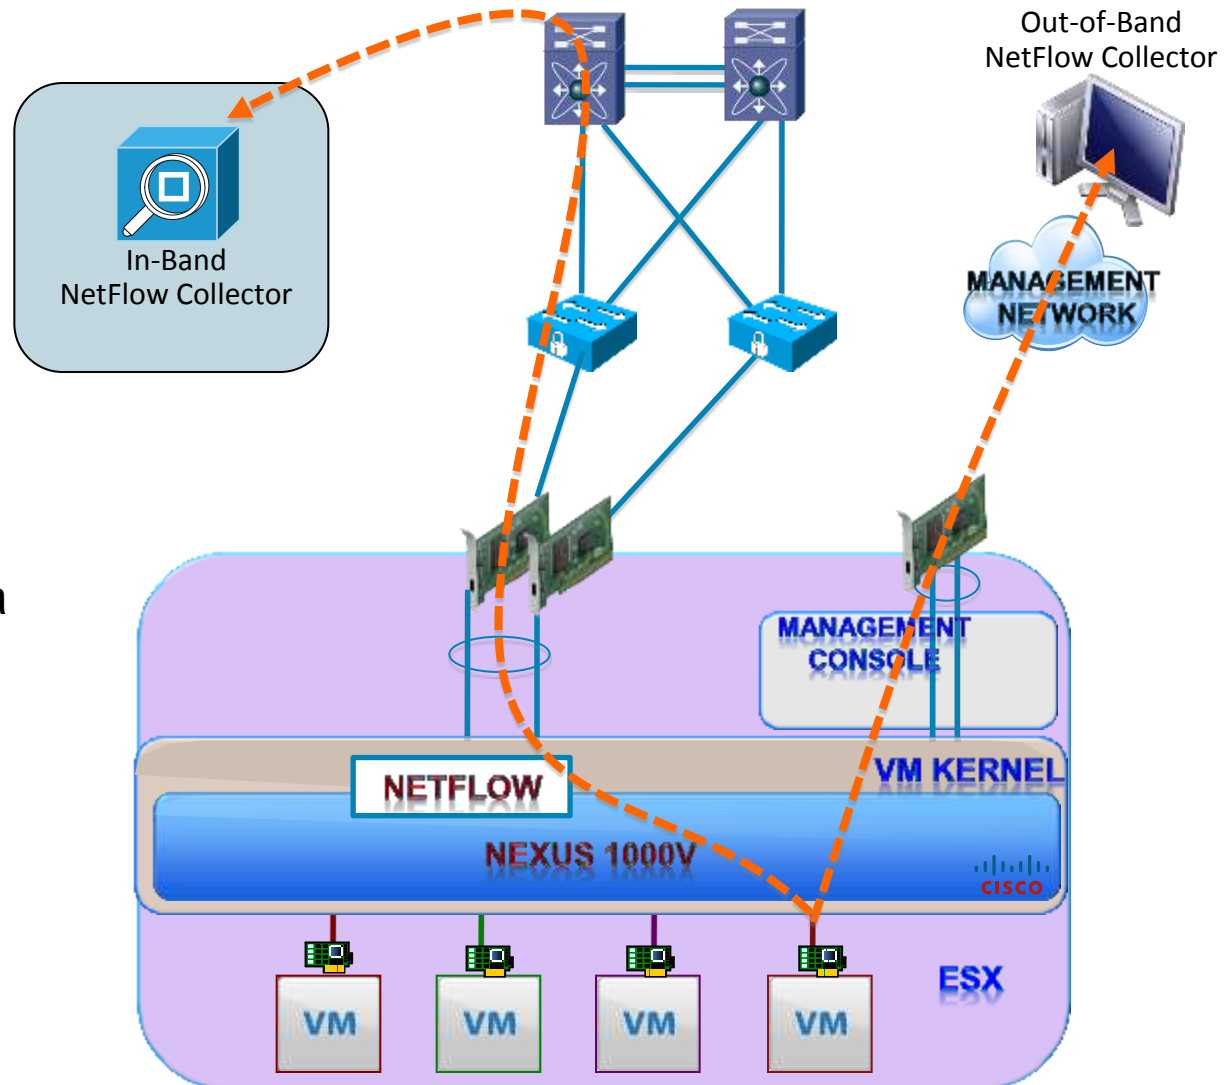 Out-of-Band
NetFlow Collector
In-Band
NetFlow Collector
MANAGEMENT
NETWORK
a
MANAGEMENT
CONSOLE
VM KERNEL
NETFLOW
NEXUS 1000V
CISCO
ESX
VM
VM
VM
VM